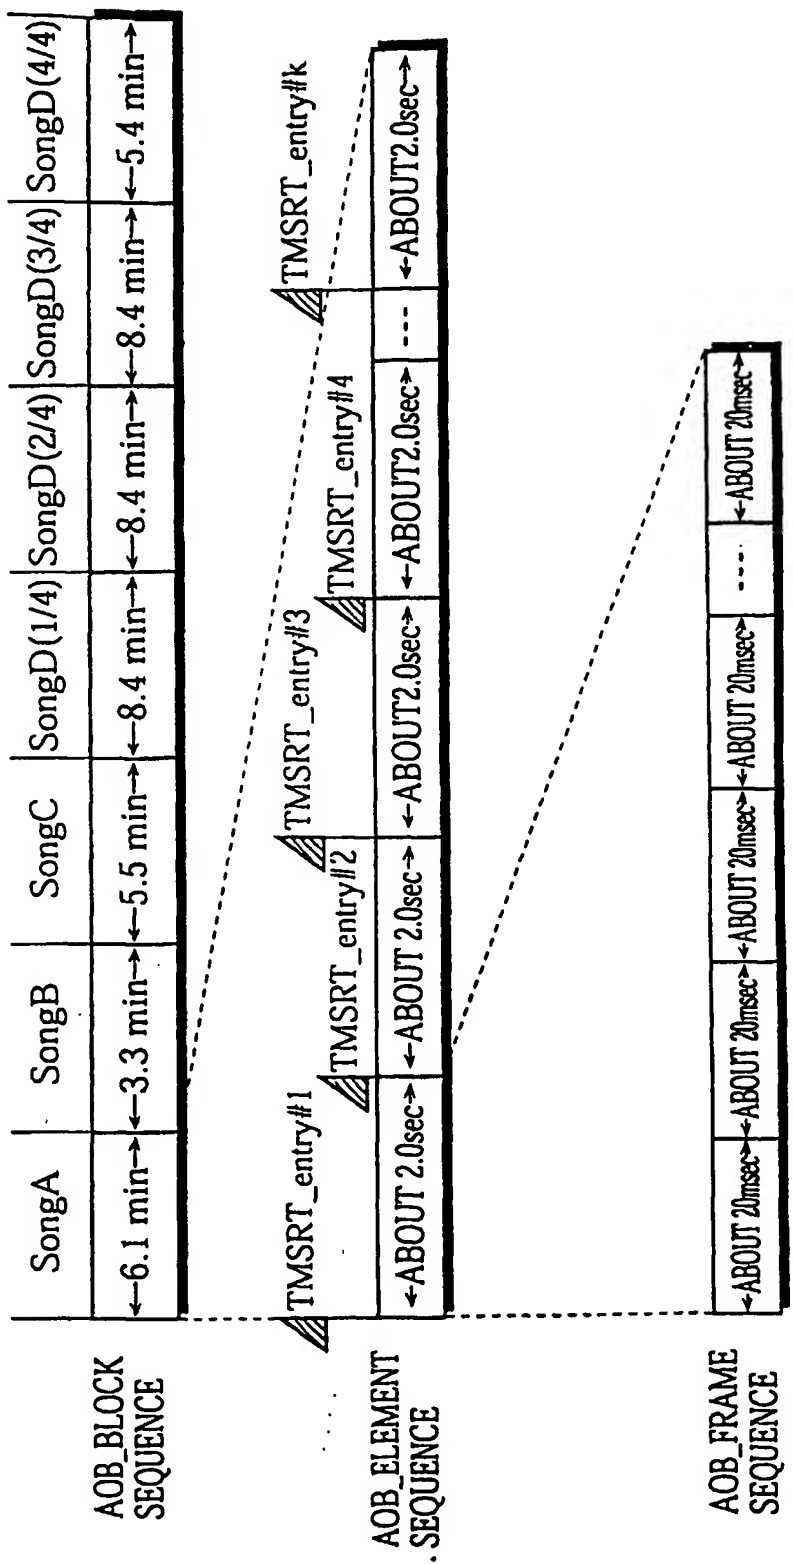 SongA SongB SongC SongD(1/4) SongD(2/4) SongD(3/4) SongD(4/4)
AOB_BLOCK
SEQUENCE
6.1 min 3.3 min 5.5 min 8.4 min 8.4 min 8.4 min 5.4 min
TMSRT_entry#1 TMSRT_entry#2 TMSRT_entry#3 TMSRT_entry#4 TMSRT_entry#k
AOB_ELEMENT
SEQUENCE
ABOUT 2.0sec ABOUT 2.0sec ABOUT2.0sec ABOUT2.0sec ---- ABOUT2.0sec
AOB_FRAME
SEQUENCE
ABOUT 20msec ABOUT 20msec ABOUT 20msec ABOUT 20msec ---- ABOUT 20msec